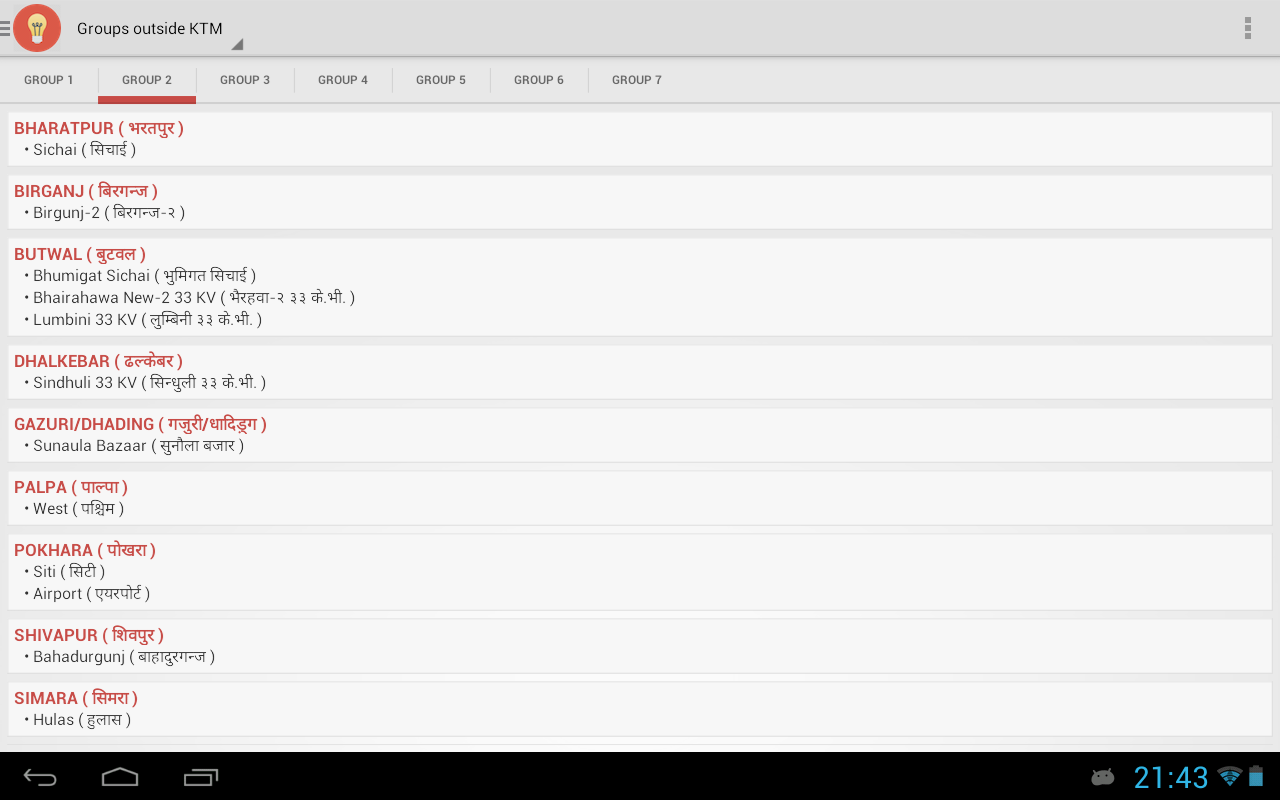 Groups outside KTM
GROUP 1 GROUP 2 GROUP 3 GROUP 4 GROUP 5 GROUP 6 GROUP 7
BHARATPUR ( भरतपुर )
• Sichai ( सिचाई )
BIRGANJ ( बिरगन्ज )
• Birgunj-2 ( बिरगन्ज-२ )
BUTWAL ( बुटवल )
• Bhumigat Sichai ( भुमिगत सिचाई )
• Bhairahawa New-2 33 KV ( भैरहवा-२ ३३ के.भी. )
• Lumbini 33 KV ( लुम्बिनी ३३ के.भी. )
DHALKEBAR ( ढल्केबर )
• Sindhuli 33 KV ( सिन्धुली ३३ के.भी. )
GAZURI/DHADING ( गजुरी/धादिङ्ग )
• Sunaula Bazaar ( सुनौला बजार )
PALPA ( पाल्पा )
• West ( पश्चिम )
POKHARA ( पोखरा )
• Siti ( सिटी )
• Airport ( एयरपोर्ट )
SHIVAPUR ( शिवपुर )
• Bahadurgunj ( बाहादुरगन्ज )
SIMARA ( सिमरा )
• Hulas ( हुलास )
21:43